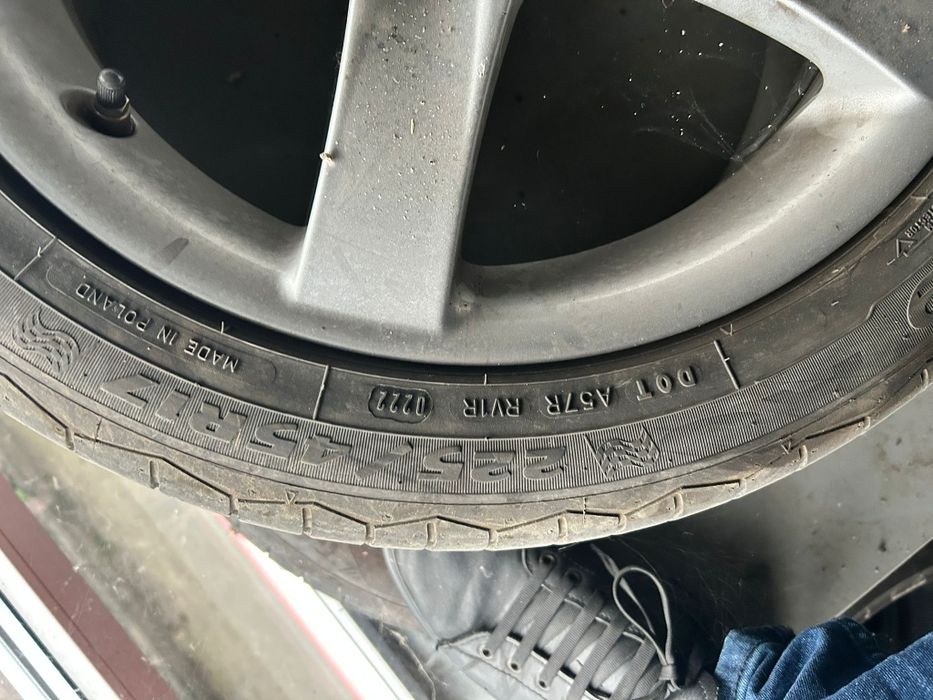 DOT A57R RV1R 0222
MADE IN POLAND
225/45R17